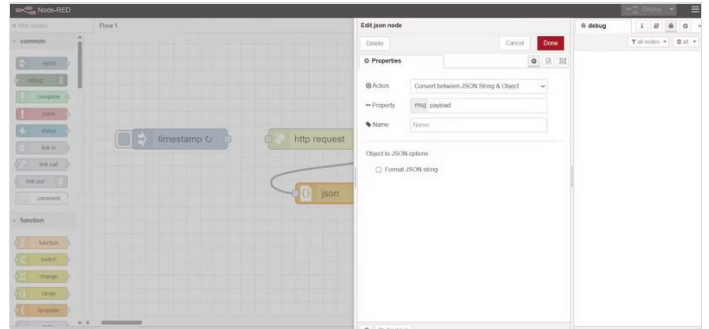 Node-RED
Deploy
filter nodes
Flow 1
Edit json node
debug
common
Delete
Cancel
Done
all nodes
all
inject
debug
complete
catch
status
link in
link call
link out
comment
Properties
Action
Convert between JSON String & Object
Property
msg. payload
Name
Name
timestamp
http request
json
Object to JSON options
Format JSON string
function
function
switch
change
range
template